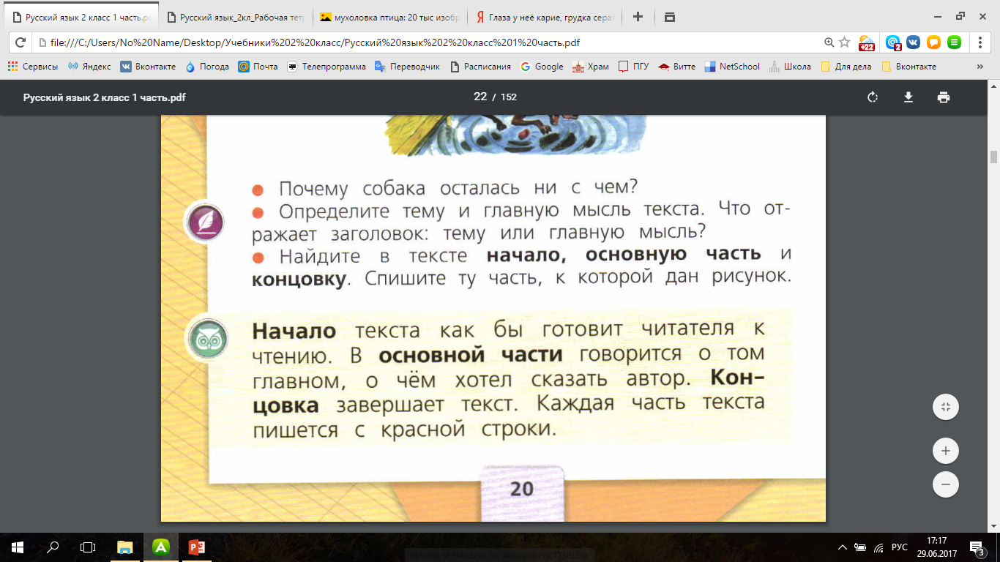 Русский язык 2 класс 1 часть.pd
Русский язык_2кл_Рабочая тетр
мухоловка птица: 20 тыс изобр
Глаза у неё карие, грудка сера
file:///C:/Users/No%20Name/Desktop/Учебники%202%20класс/Русский%20язык%202%20класс%201%20часть.pdf
+22
2
Сервисы Яндекс Вконтакте Погода Почта Телепрограмма Переводчик Расписания Google Храм ПГУ Витте NetSchool Школа Для дела Вконтакте »
Русский язык 2 класс 1 часть.pdf 22 / 152
Почему собака осталась ни с чем?
Определите тему и главную мысль текста. Что от-
ражает заголовок: тему или главную мысль?
Найдите в тексте начало, основную часть и
концовку. Спишите ту часть, к которой дан рисунок.
Начало текста как бы готовит читателя к
чтению. В основной части говорится о том
главном, о чём хотел сказать автор. Кон-
цовка завершает текст. Каждая часть текста
пишется с красной строки.
20
РУС
17:17
29.06.2017
3